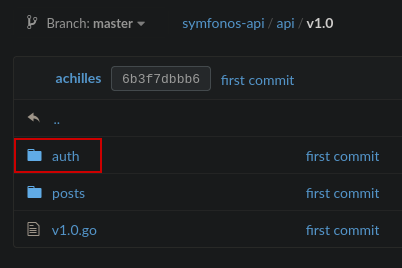 Branch: master symfonos-api / api / v1.0
achilles 6b3f7dbbb6 first commit
..
auth first commit
posts first commit
v1.0.go first commit